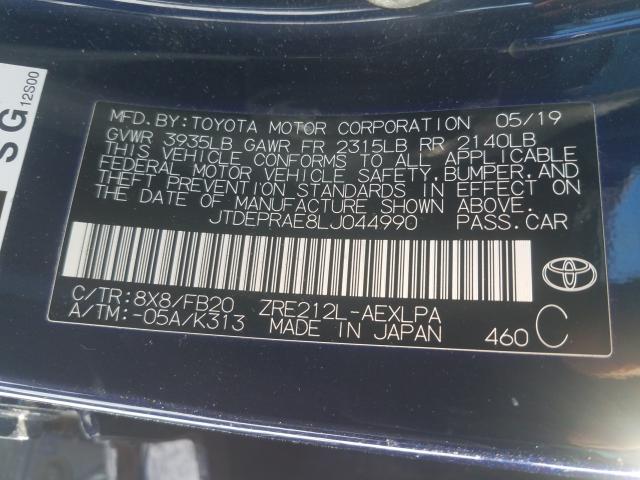 SG
12S00
MFD.BY:TOYOTA MOTOR CORPORATION 05/19
GVWR 3935LB GAWR FR 2315LB RR 2140LB
THIS VEHICLE CONFORMS TO ALL APPLICABLE
FEDERAL MOTOR VEHICLE SAFETY,BUMPER,AND
THEFT PREVENTION STANDARDS IN EFFECT ON
THE DATE OF MANUFACTURE SHOWN ABOVE.
JTDEPRAE8LJ044990 PASS.CAR
C/TR:8X8/FB20 ZRE212L-AEXLPA
A/TM:-05A/K313 MADE IN JAPAN 460 C